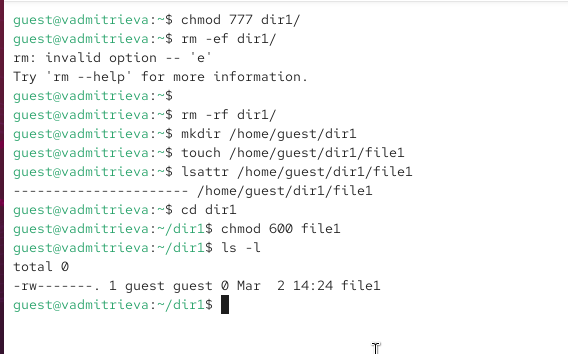 guest@vadmitrieva:~$ chmod 777 dir1/
guest@vadmitrieva:~$ rm -ef dir1/
rm: invalid option -- 'e'
Try 'rm --help' for more information.
guest@vadmitrieva:~$
guest@vadmitrieva:~$ rm -rf dir1/
guest@vadmitrieva:~$ mkdir /home/guest/dir1
guest@vadmitrieva:~$ touch /home/guest/dir1/file1
guest@vadmitrieva:~$ lsattr /home/guest/dir1/file1
---------------------- /home/guest/dir1/file1
guest@vadmitrieva:~$ cd dir1
guest@vadmitrieva:~/dir1$ chmod 600 file1
guest@vadmitrieva:~/dir1$ ls -l
total 0
-rw-------. 1 guest guest 0 Mar  2 14:24 file1
guest@vadmitrieva:~/dir1$